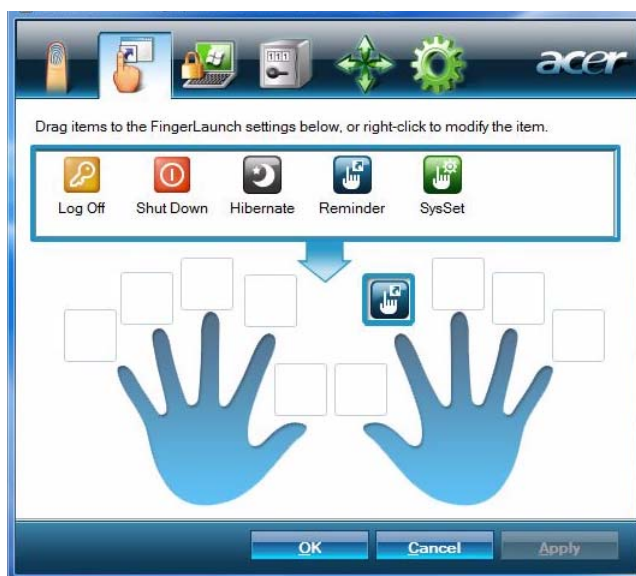 acer
Drag items to the FingerLaunch settings below, or right-click to modify the item.
Log Off Shut Down Hibernate Reminder SysSet
OK Cancel Apply